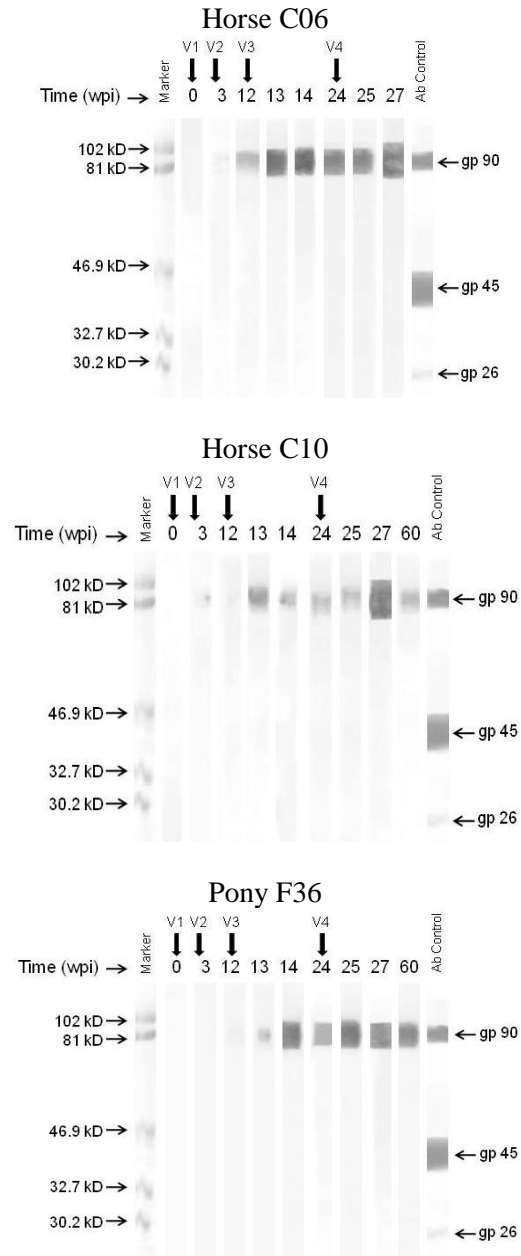 Horse C06
V1 V2 V3 V4
Marker
Ab Control
Time (wpi) → 0 3 12 13 14 24 25 27
102 kD→
81 kD→
←gp 90
46.9 kD→
←gp 45
32.7 kD→
30.2 kD→
←gp 26
Horse C10
V1 V2 V3 V4
Marker
Ab Control
Time (wpi) → 0 3 12 13 14 24 25 27 60
102 kD→
81 kD→
←gp 90
46.9 kD→
←gp 45
32.7 kD→
30.2 kD→
←gp 26
Pony F36
V1 V2 V3 V4
Marker
Ab Control
Time (wpi) → 0 3 12 13 14 24 25 27 60
102 kD→
81 kD→
←gp 90
46.9 kD→
←gp 45
32.7 kD→
30.2 kD→
←gp 26